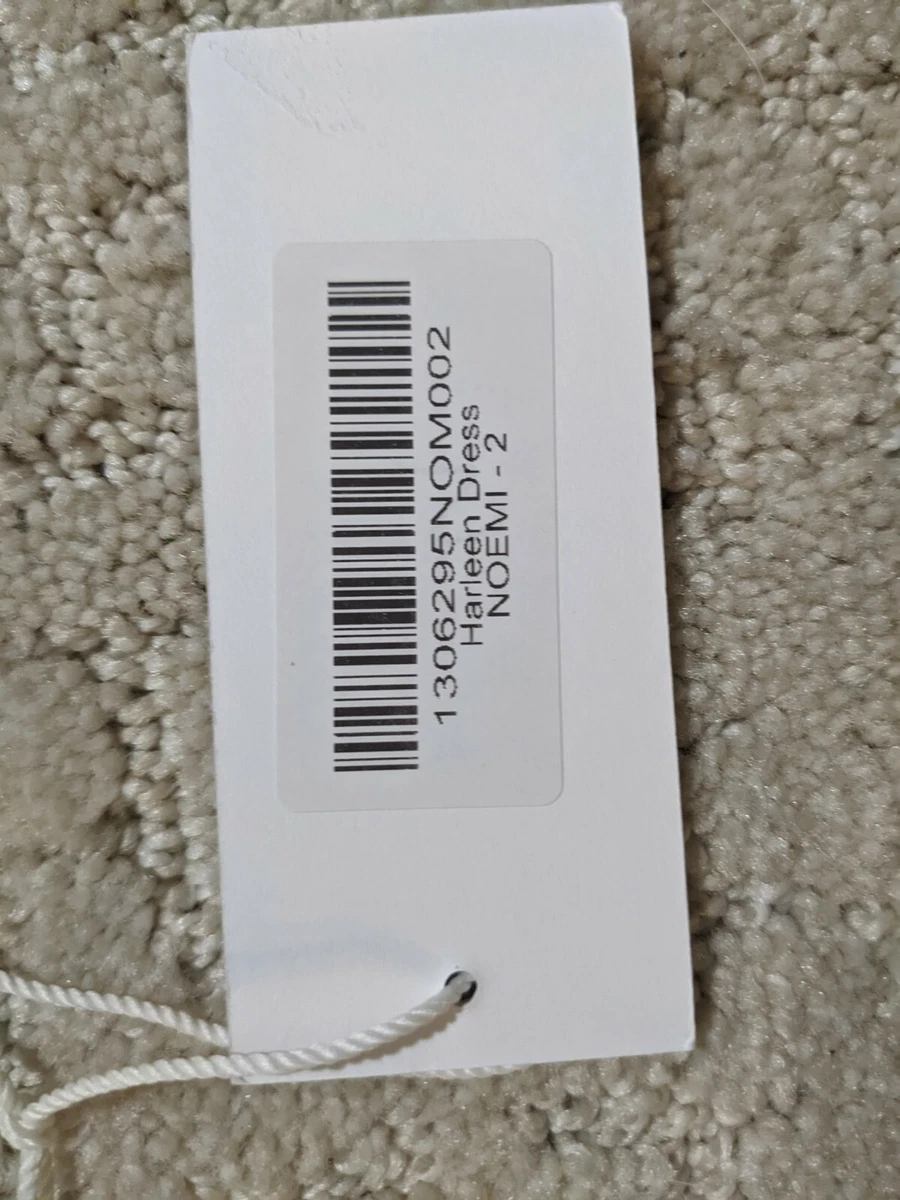 1306295NOM002
Harleen Dress
NOEMI - 2